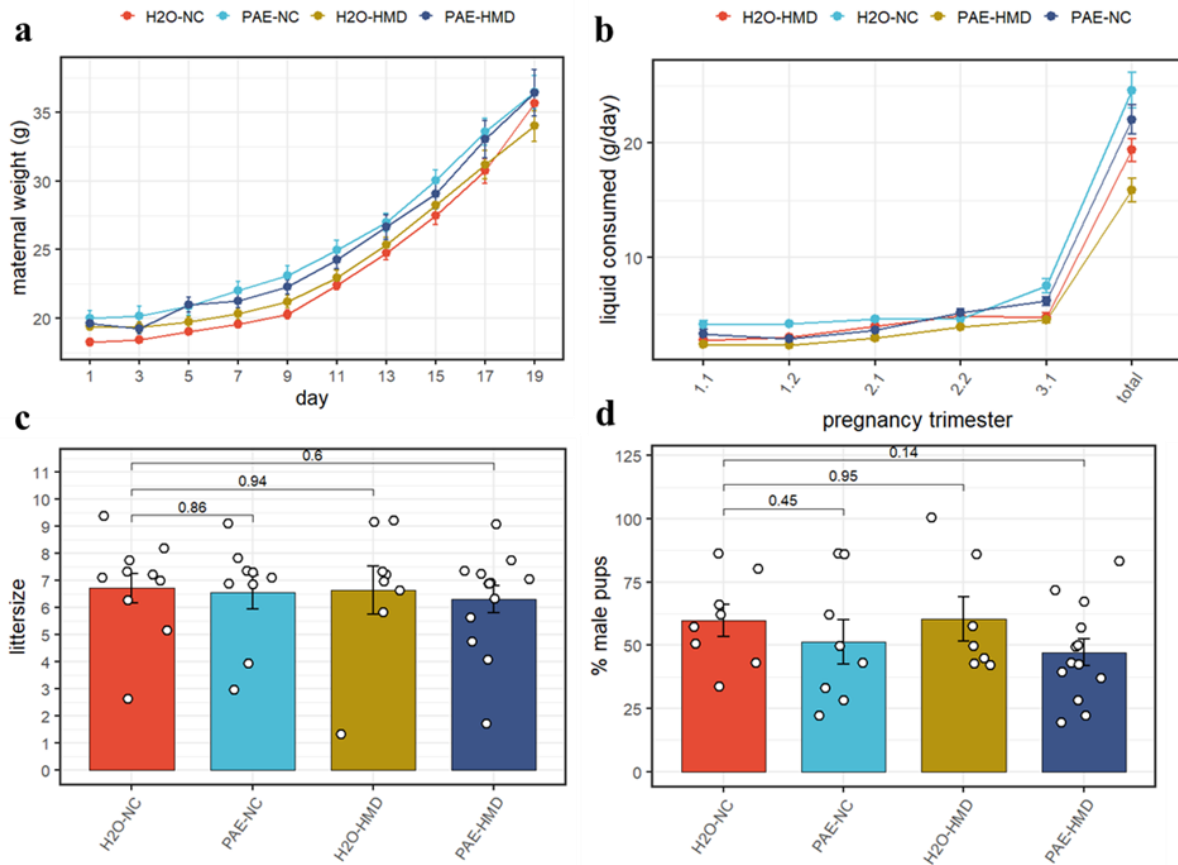 H2O-NC PAE-NC H2O-HMD PAE-HMD
a
maternal weight (g)
35
30
25
20
1 3 5 7 9 11 13 15 17 19
day
H2O-HMD H2O-NC PAE-HMD PAE-NC
b
liquid consumed (g/day)
20
10
1.1 1.2 2.1 2.2 3.1 total
pregnancy trimester
c
littersize
11
10
9
8
7
6
5
4
3
2
1
0
0.6
0.94
0.86
H2O-NC PAE-NC H2O-HMD PAE-HMD
d
% male pups
125
100
75
50
25
0
0.14
0.95
0.45
H2O-NC PAE-NC H2O-HMD PAE-HMD